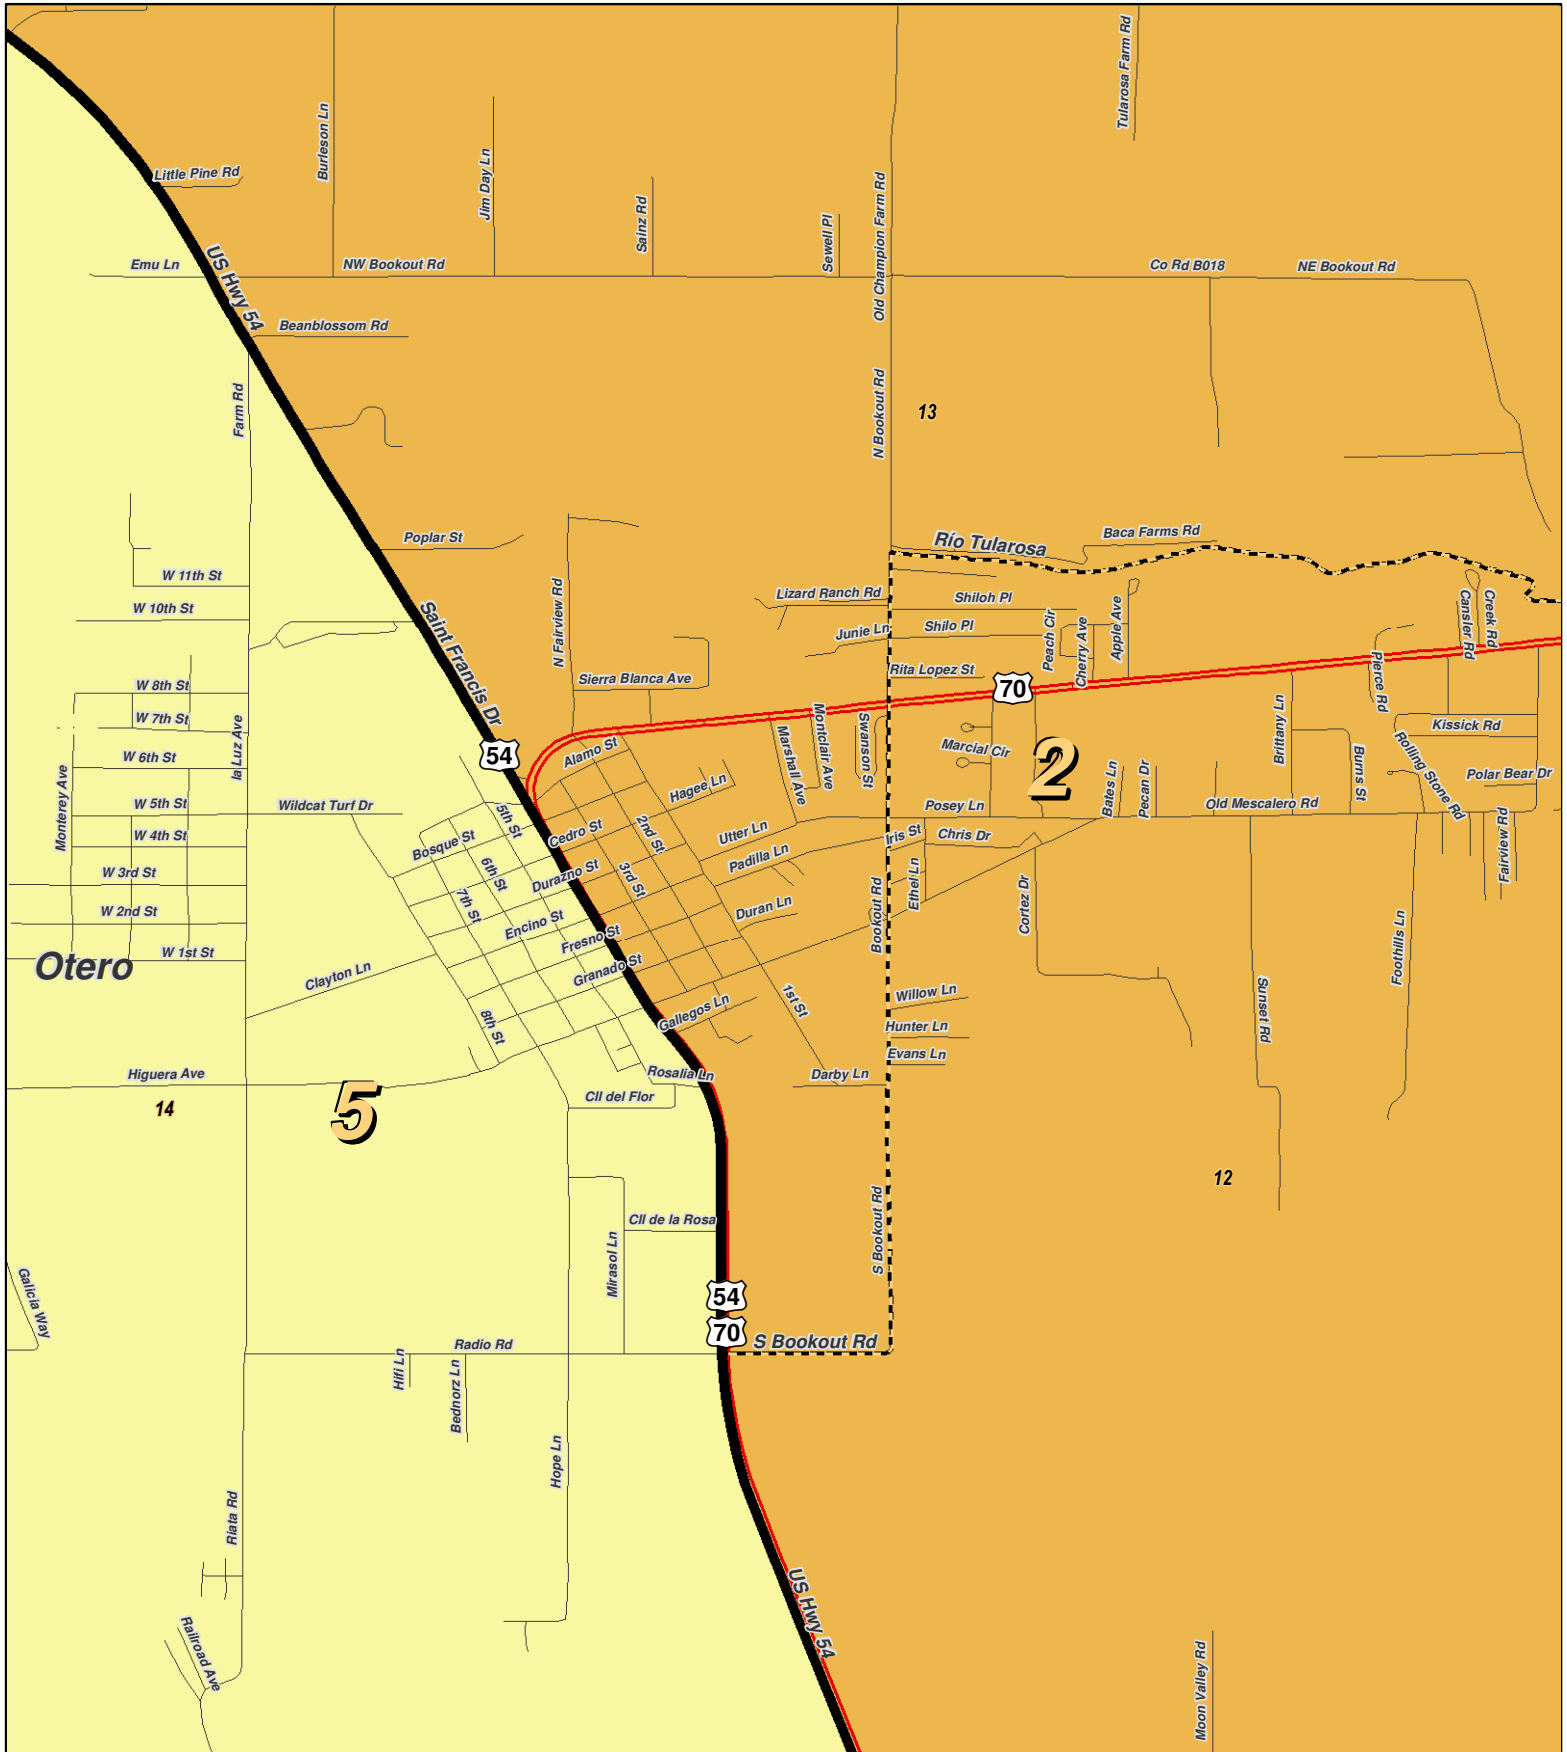 Tularosa Farm Rd
Burleson Ln
Jim Day Ln
Little Pine Rd
Sainz Rd
Sewell Pl
Old Champion Farm Rd
Emu Ln
US Hwy 54
NW Bookout Rd
Co Rd B018
NE Bookout Rd
Beanblossom Rd
Farm Rd
N Bookout Rd
13
Poplar St
Río Tularosa
Baca Farms Rd
W 11th St
W 10th St
Saint Francis Dr
N Fairview Rd
Lizard Ranch Rd
Shiloh Pl
Junie Ln
Shilo Pl
Peach Cir
Cherry Ave
Apple Ave
Cansler Rd
Creek Rd
Rita Lopez St
Pierce Rd
Sierra Blanca Ave
70
W 8th St
W 7th St
la Luz Ave
W 6th St
54
Alamo St
Marshall Ave
Montclair Ave
Swanson St
Marcial Cir
2
Brittany Ln
Burns St
Kissick Rd
Rolling Stone Rd
Polar Bear Dr
Monterey Ave
Hagee Ln
Bates Ln
Pecan Dr
W 5th St
Wildcat Turf Dr
5th St
Posey Ln
Old Mescalero Rd
W 4th St
Bosque St
Cedro St
2nd St
Utter Ln
Iris St
Chris Dr
Fairview Rd
W 3rd St
6th St
Durazno St
3rd St
Padilla Ln
Ethel Ln
W 2nd St
7th St
Encino St
Duran Ln
Bookout Rd
Cortez Dr
Foothills Ln
W 1st St
Fresno St
Otero
Clayton Ln
Granado St
1st St
Willow Ln
Sunset Rd
8th St
Gallegos Ln
Hunter Ln
Evans Ln
Higuera Ave
Rosalia Ln
Darby Ln
14
5
Cll del Flor
12
S Bookout Rd
Cll de la Rosa
Mirasol Ln
Galicia Way
54
70
S Bookout Rd
Radio Rd
Hifi Ln
Bednorz Ln
Hope Ln
Riata Rd
US Hwy 54
Railroad Ave
Moon Valley Rd